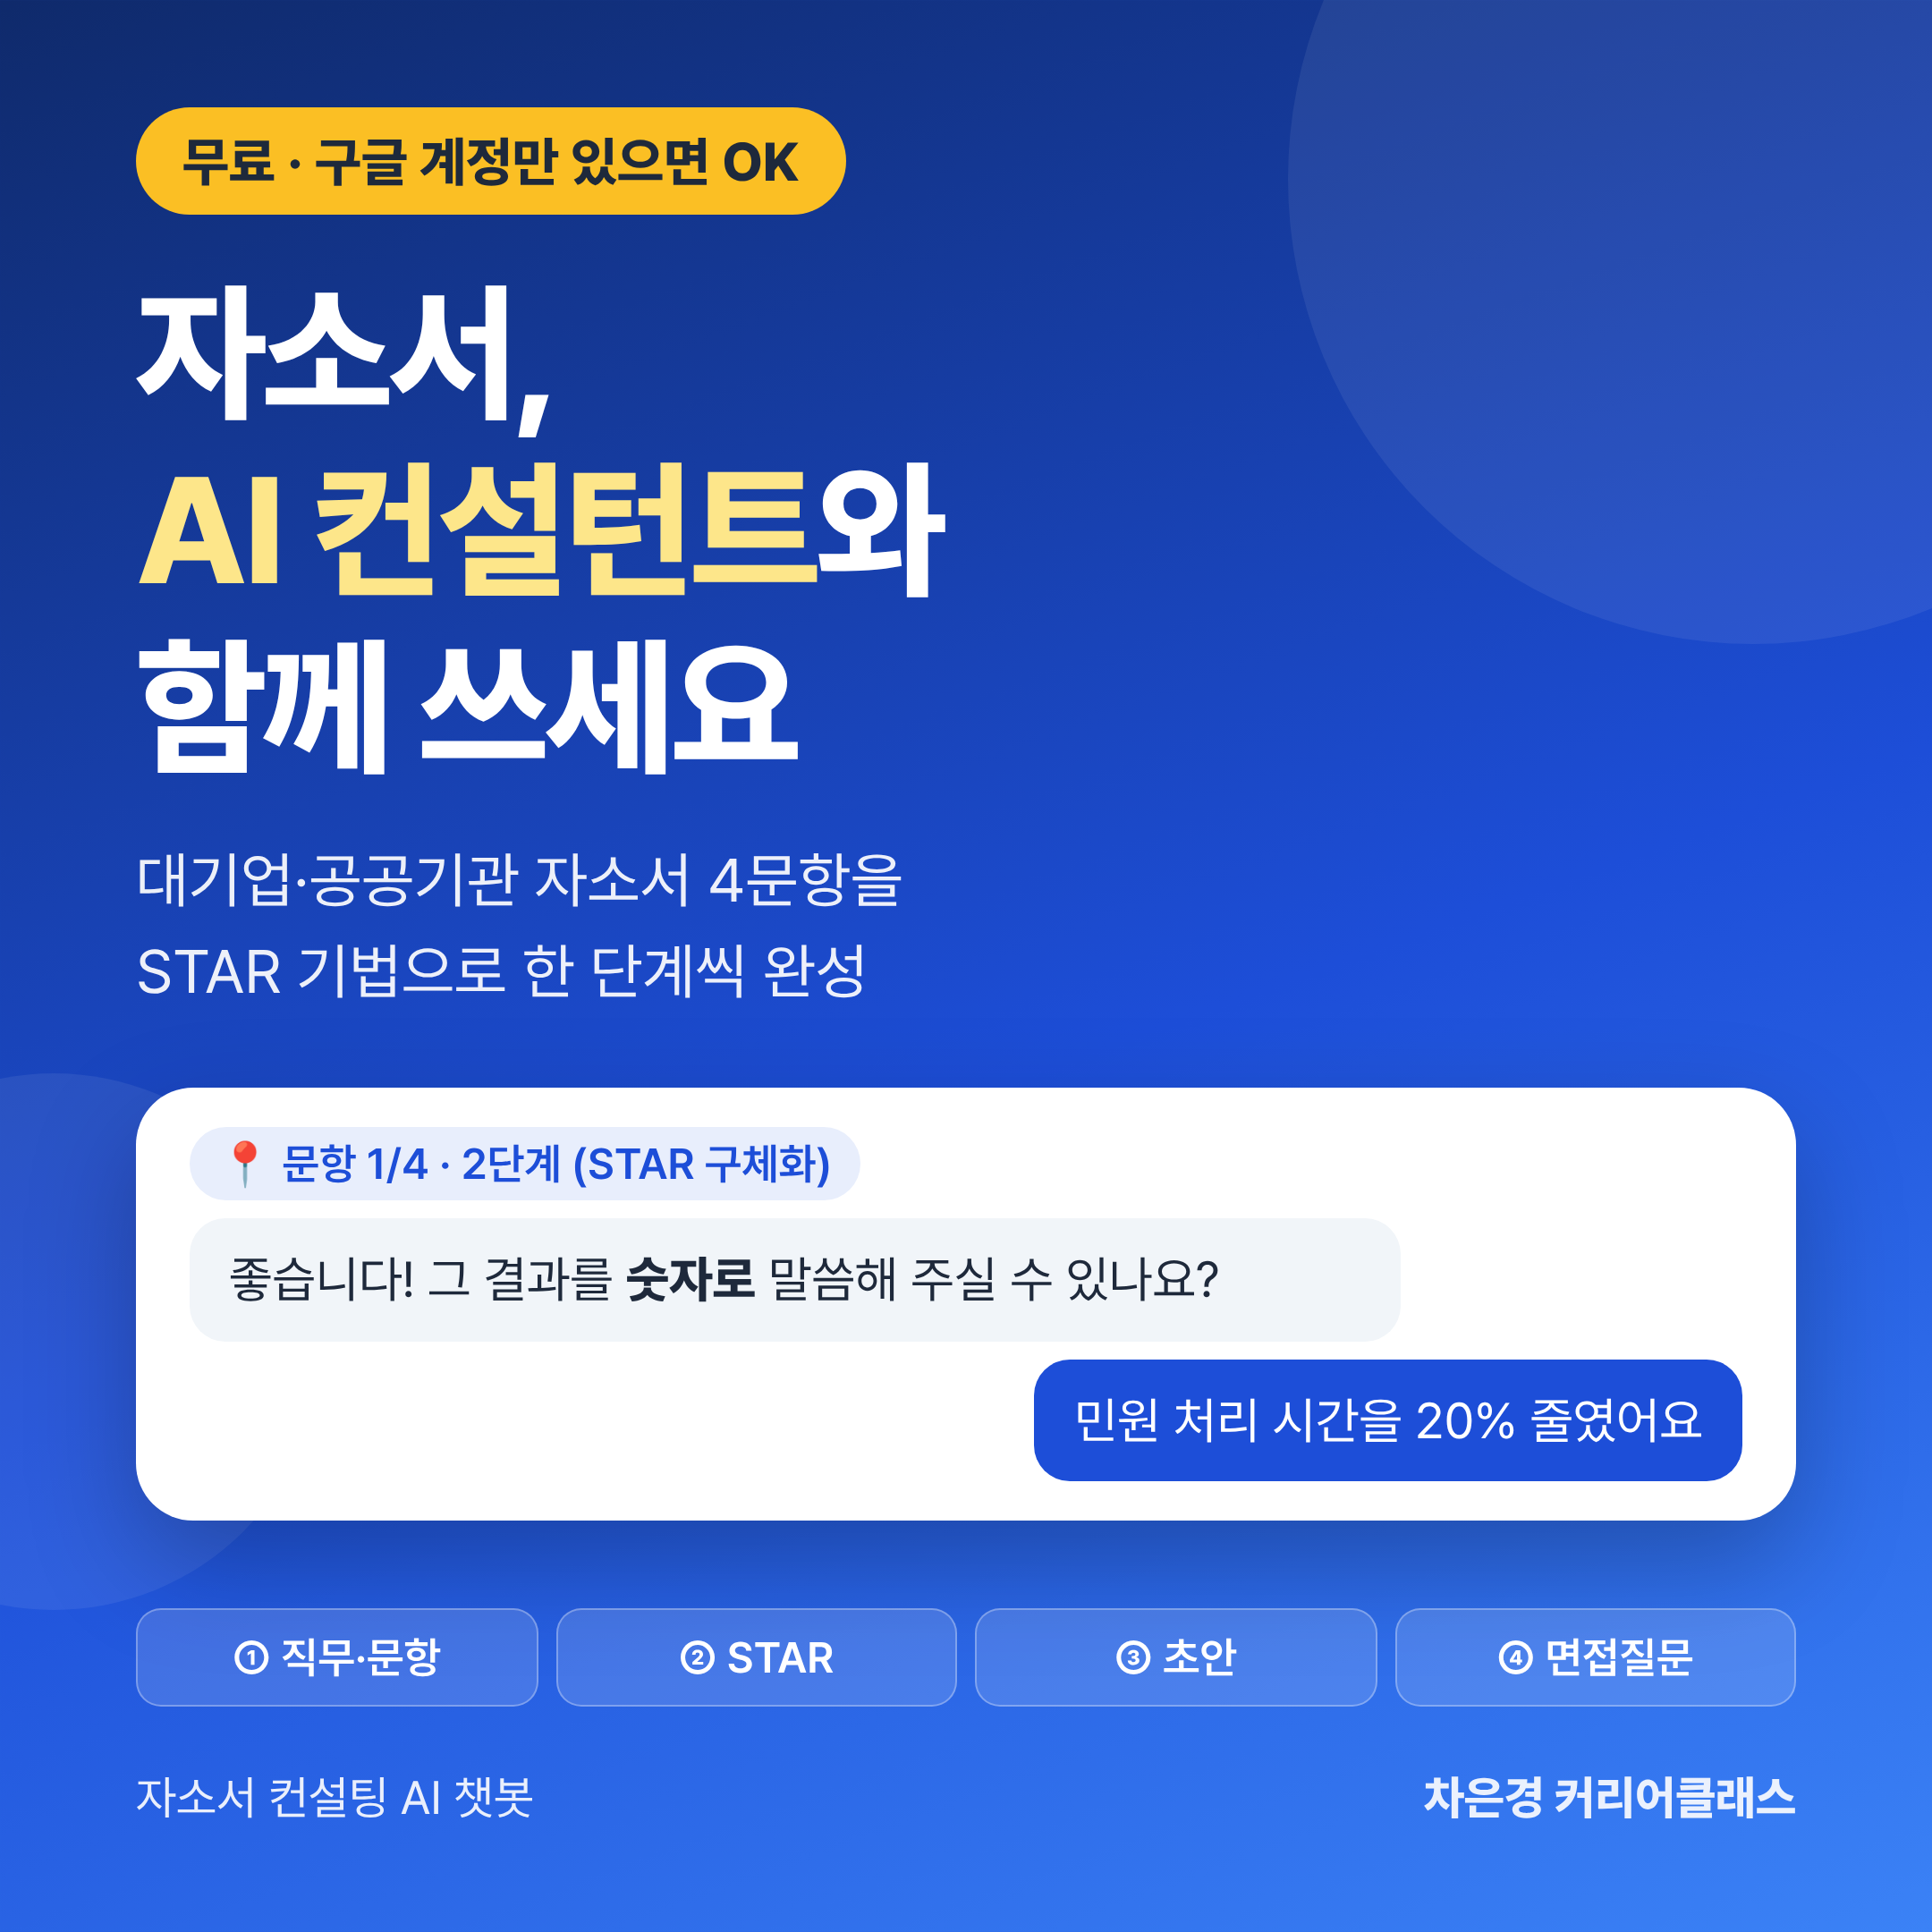 무료 · 구글 계정만 있으면 OK
자소서,
AI 컨설턴트와
함께 쓰세요
대기업·공공기관 자소서 4문항을
STAR 기법으로 한 단계씩 완성
📍 문항 1/4 · 2단계 (STAR 구체화)
좋습니다! 그 결과를 숫자로 말씀해 주실 수 있나요?
민원 처리 시간을 20% 줄였어요
① 직무·문항
② STAR
③ 초안
④ 면접질문
자소서 컨설팅 AI 챗봇
차은경 커리어클래스